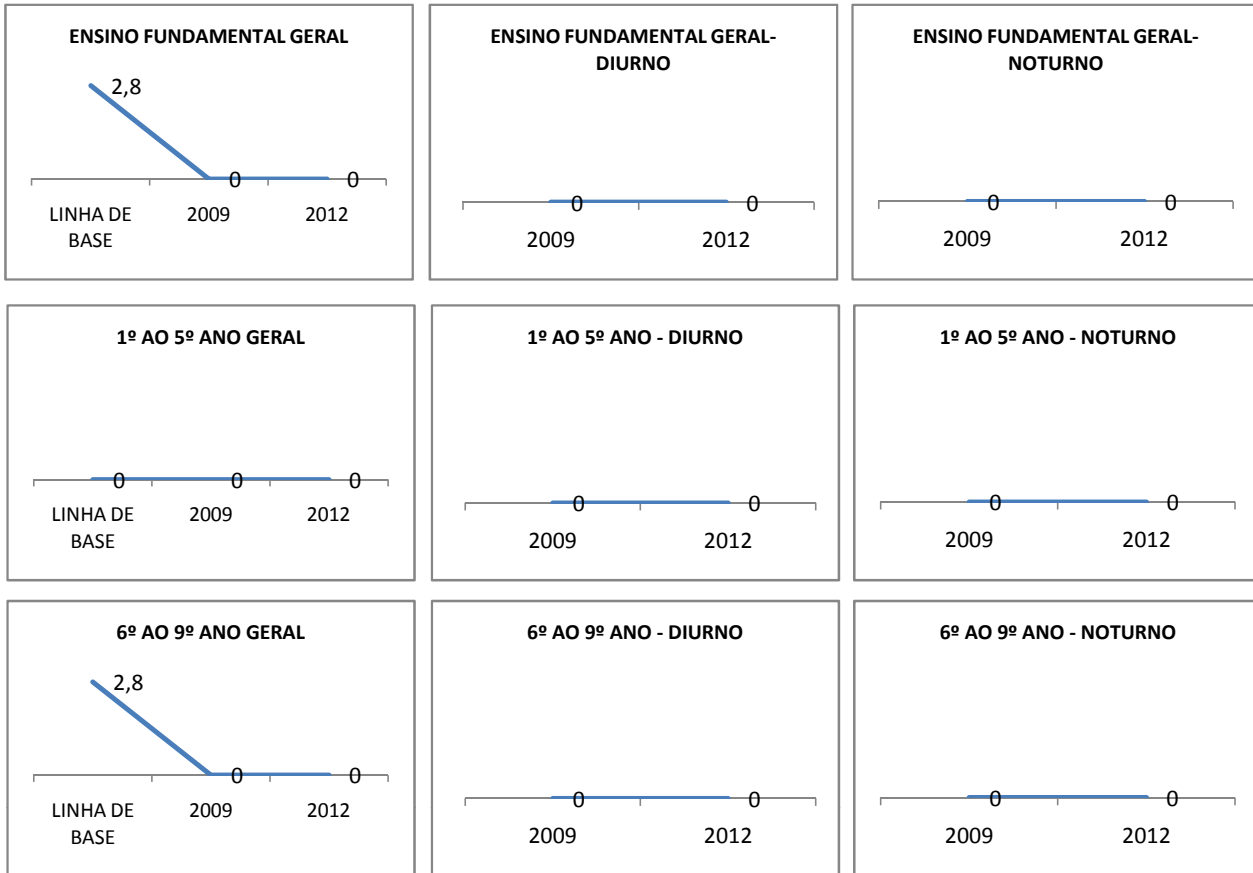 ENSINO FUNDAMENTAL GERAL
2,8
0
0
LINHA DE
BASE
2009
2012
ENSINO FUNDAMENTAL GERAL-
DIURNO
0
0
2009
2012
ENSINO FUNDAMENTAL GERAL-
NOTURNO
0
0
2009
2012
1º AO 5º ANO GERAL
0
0
0
LINHA DE
BASE
2009
2012
1º AO 5º ANO - DIURNO
0
0
2009
2012
1º AO 5º ANO - NOTURNO
0
0
2009
2012
6º AO 9º ANO GERAL
2,8
0
0
LINHA DE
BASE
2009
2012
6º AO 9º ANO - DIURNO
0
0
2009
2012
6º AO 9º ANO - NOTURNO
0
0
2009
2012